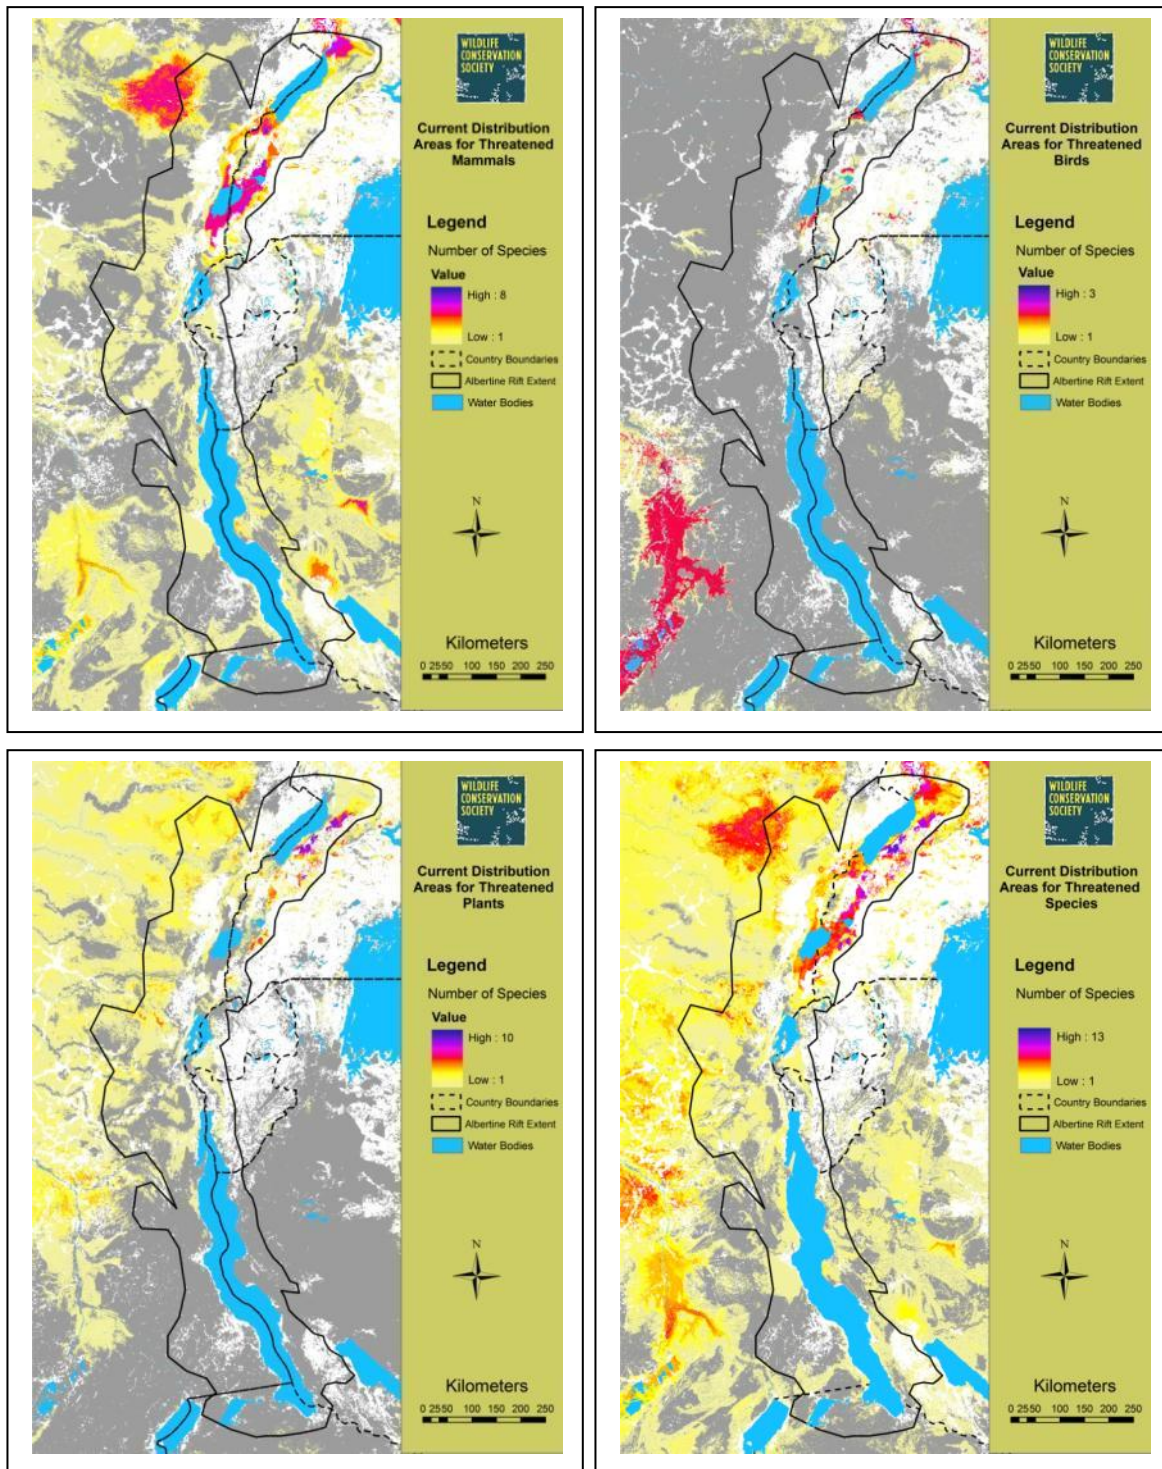 WILDLIFE
CONSERVATION
SOCIETY
Current Distribution
Areas for Threatened
Mammals
Legend
Number of Species
Value
High : 8
Low : 1
Country Boundaries
Albertine Rift Extent
Water Bodies
N
Kilometers
0 25 50 100 150 200 250
WILDLIFE
CONSERVATION
SOCIETY
Current Distribution
Areas for Threatened
Birds
Legend
Number of Species
Value
High : 3
Low : 1
Country Boundaries
Albertine Rift Extent
Water Bodies
N
Kilometers
0 25 50 100 150 200 250
WILDLIFE
CONSERVATION
SOCIETY
Current Distribution
Areas for Threatened
Plants
Legend
Number of Species
Value
High : 10
Low : 1
Country Boundaries
Albertine Rift Extent
Water Bodies
N
Kilometers
0 25 50 100 150 200 250
WILDLIFE
CONSERVATION
SOCIETY
Current Distribution
Areas for Threatened
Species
Legend
Number of Species
High : 13
Low : 1
Country Boundaries
Albertine Rift Extent
Water Bodies
N
Kilometers
0 25 50 100 150 200 250